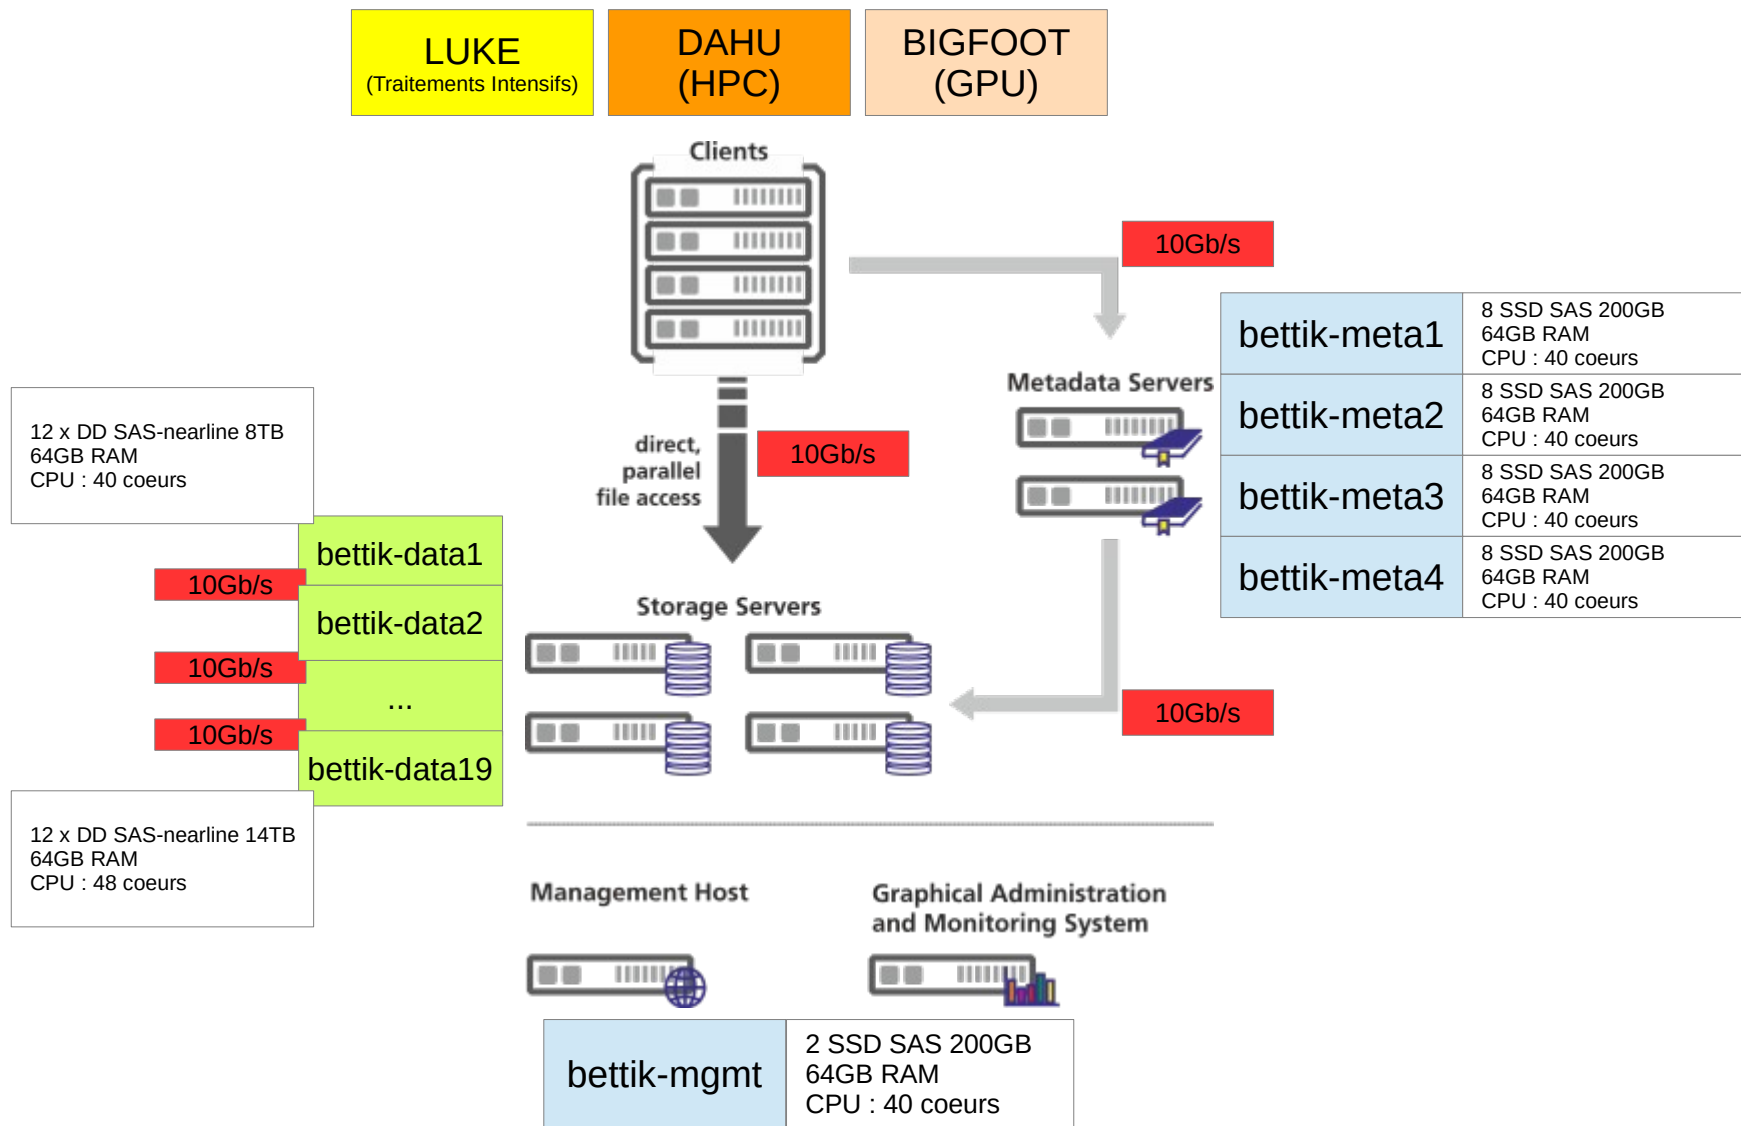 LUKE
(Traitements Intensifs)
DAHU
(HPC)
BIGFOOT
(GPU)
Clients
10Gb/s
direct,
parallel
file access
10Gb/s
Metadata Servers
bettik-meta1
8 SSD SAS 200GB
64GB RAM
CPU : 40 coeurs
bettik-meta2
8 SSD SAS 200GB
64GB RAM
CPU : 40 coeurs
bettik-meta3
8 SSD SAS 200GB
64GB RAM
CPU : 40 coeurs
bettik-meta4
8 SSD SAS 200GB
64GB RAM
CPU : 40 coeurs
12 x DD SAS-nearline 8TB
64GB RAM
CPU : 40 coeurs
bettik-data1
10Gb/s
bettik-data2
10Gb/s
...
10Gb/s
bettik-data19
12 x DD SAS-nearline 14TB
64GB RAM
CPU : 48 coeurs
Storage Servers
10Gb/s
Management Host
Graphical Administration
and Monitoring System
bettik-mgmt
2 SSD SAS 200GB
64GB RAM
CPU : 40 coeurs